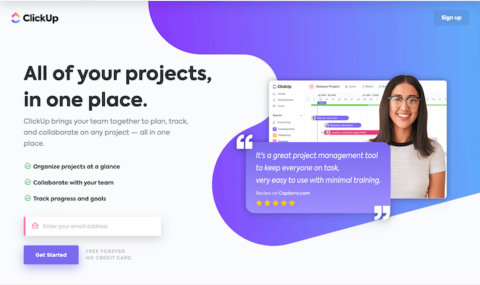 ClickUp
Sign up
All of your projects,
in one place.
ClickUp brings your team together to plan, track,
and collaborate on any project — all in one
place.
Organize projects at a glance
Collaborate with your team
Track progress and goals
Enter your email address
Get Started
FREE FOREVER.
NO CREDIT CARD.
ClickUp
“
It's a great project management tool
to keep everyone on task,
very easy to use with minimal training.
Review on Capterra.com
”